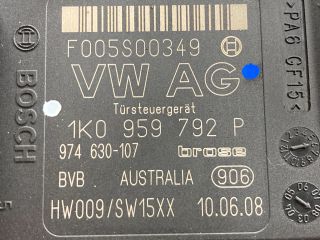 F005S00349
VW AG
Türsteuergerät
1K0 959 792 P
974 630-107 brose
BVB AUSTRALIA 906
HW009/SW15XX 10.06.08
BOSCH
>PA6 GF15<
5